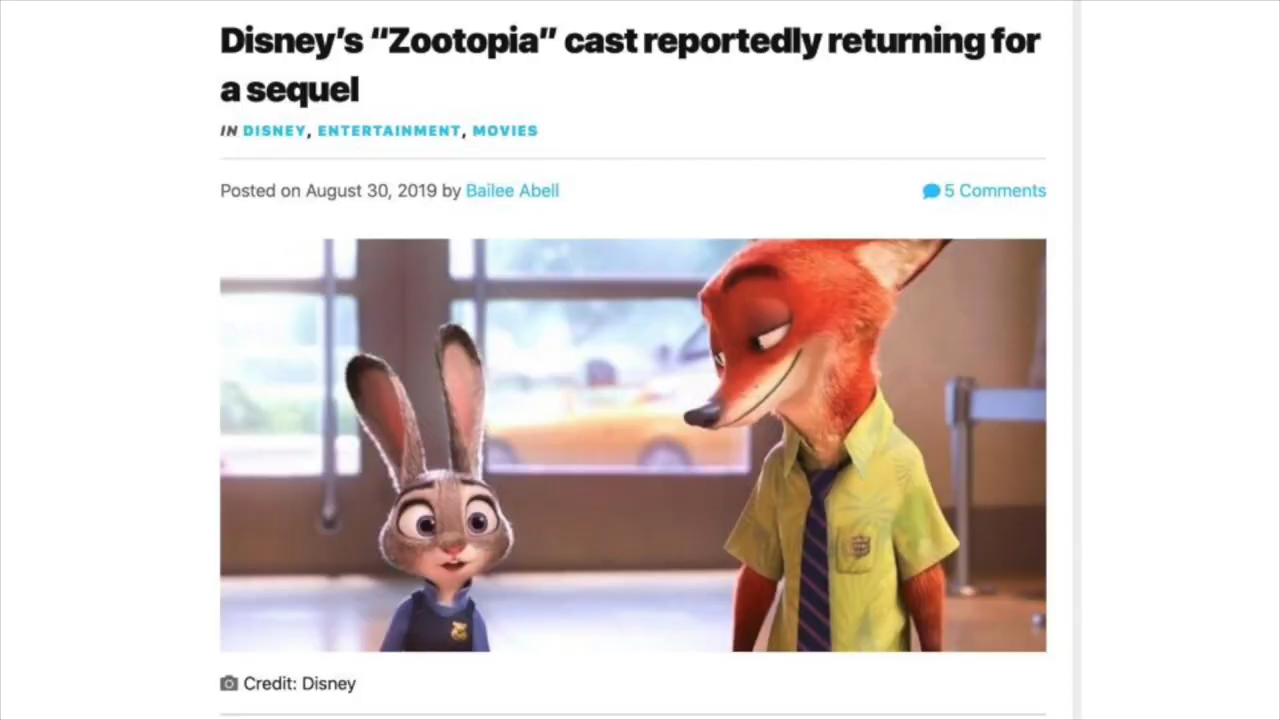 Disney’s “Zootopia” cast reportedly returning for
a sequel
IN DISNEY, ENTERTAINMENT, MOVIES
Posted on August 30, 2019 by Bailee Abell
5 Comments
Credit: Disney